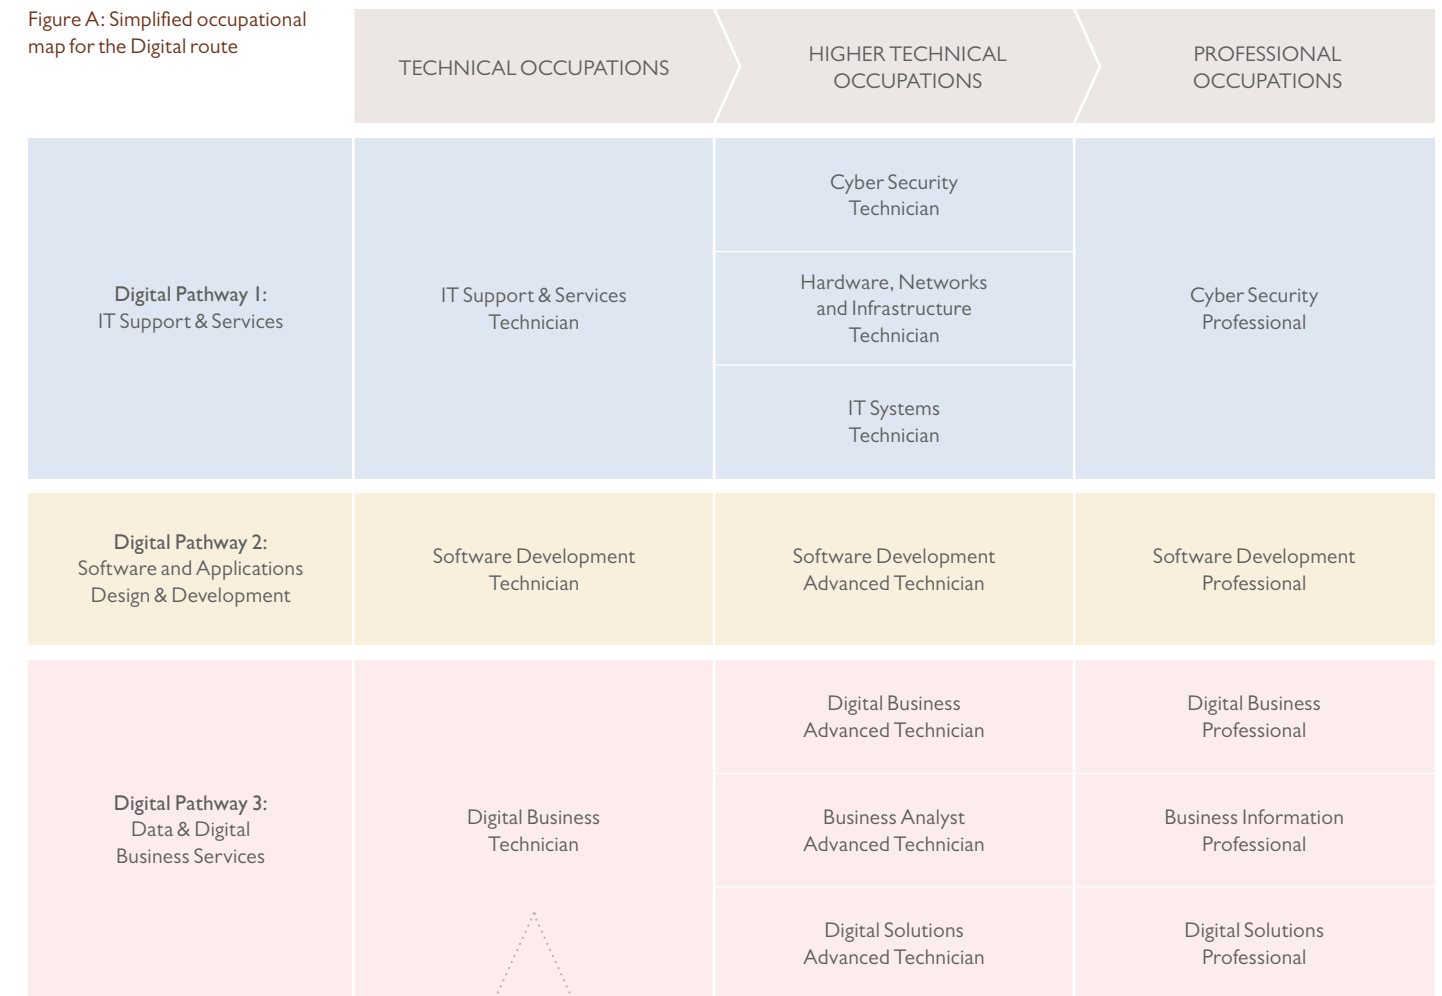 Figure A: Simplified occupational
map for the Digital route
TECHNICAL OCCUPATIONS
HIGHER TECHNICAL
OCCUPATIONS
PROFESSIONAL
OCCUPATIONS
Digital Pathway 1:
IT Support & Services
IT Support & Services
Technician
Cyber Security
Technician
Hardware, Networks
and Infrastructure
Technician
IT Systems
Technician
Cyber Security
Professional
Digital Pathway 2:
Software and Applications
Design & Development
Software Development
Technician
Software Development
Advanced Technician
Software Development
Professional
Digital Pathway 3:
Data & Digital
Business Services
Digital Business
Technician
Digital Business
Advanced Technician
Digital Business
Professional
Business Analyst
Advanced Technician
Business Information
Professional
Digital Solutions
Advanced Technician
Digital Solutions
Professional